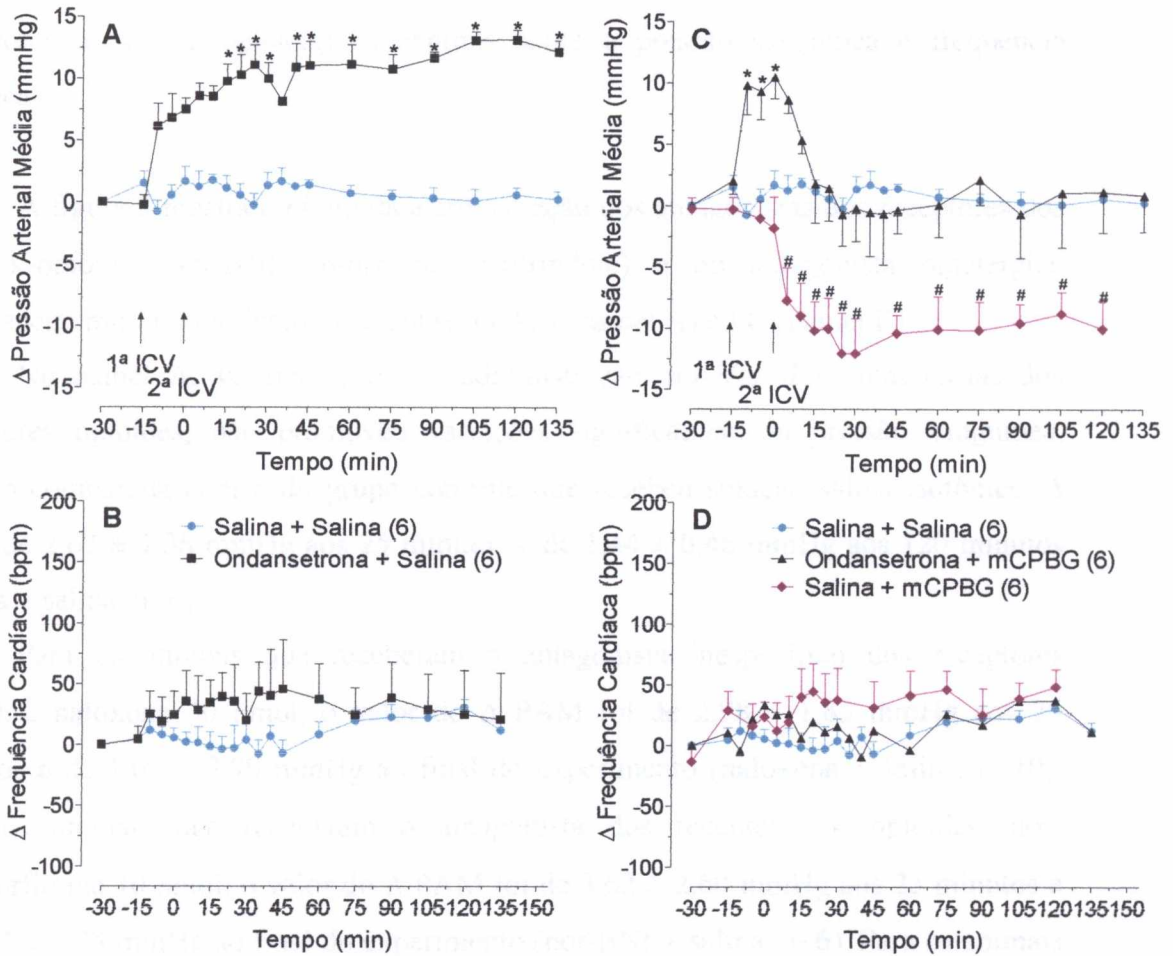 A
Δ Pressão Arterial Média (mmHg)
15
10
5
0
-5
-10
-15
* * * * * * * * * * *
1ª ICV
2ª ICV
-30 -15 0 15 30 45 60 75 90 105 120 135
Tempo (min)
C
Δ Pressão Arterial Média (mmHg)
15
10
5
0
-5
-10
-15
* * *
# # # # # # # # # # # #
1ª ICV
2ª ICV
-30 -15 0 15 30 45 60 75 90 105 120 135
Tempo (min)
B
Δ Frequência Cardíaca (bpm)
200
150
100
50
0
-50
-100
Salina + Salina (6)
Ondansetrona + Salina (6)
-30 -15 0 15 30 45 60 75 90 105 120 135 150
Tempo (min)
D
Δ Frequência Cardíaca (bpm)
200
150
100
50
0
-50
-100
Salina + Salina (6)
Ondansetrona + mCPBG (6)
Salina + mCPBG (6)
-30 -15 0 15 30 45 60 75 90 105 120 135 150
Tempo (min)